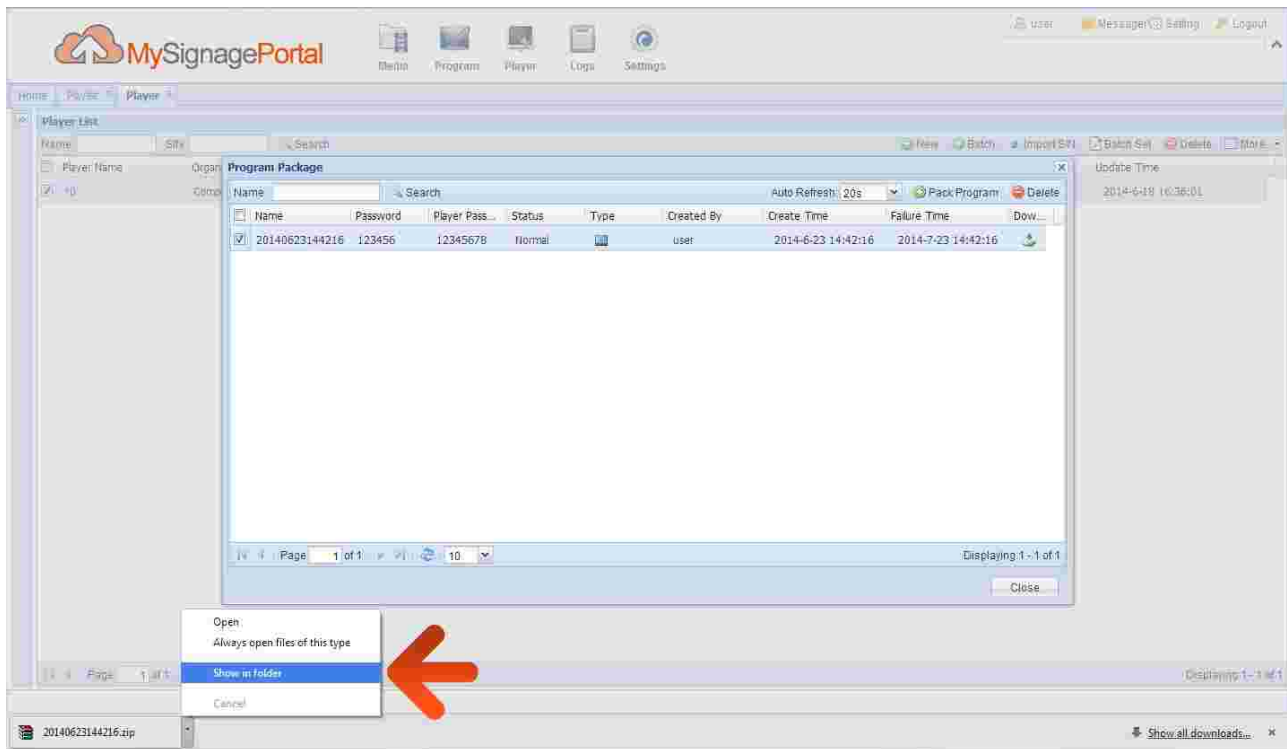 user Messager Setting Logout
MySignagePortal
Media Program Player Logs Settings
Home Player Player
Player List
Name SN Search New Batch Import SN Batch Set Delete More
Player Name Update Time
2014-6-18 16:36:01
Program Package
Name Search Auto Refresh: 20s Pack Program Delete
Name Password Player Pass... Status Type Created By Create Time Failure Time Dow...
20140623144216 123456 12345678 Normal user 2014-6-23 14:42:16 2014-7-23 14:42:16
Page 1 of 1 10 Displaying 1 - 1 of 1
Close
Open
Always open files of this type
Show in folder
Cancel
Page 1 of 1 Displaying 1 - 1 of 1
20140623144216.zip Show all downloads...